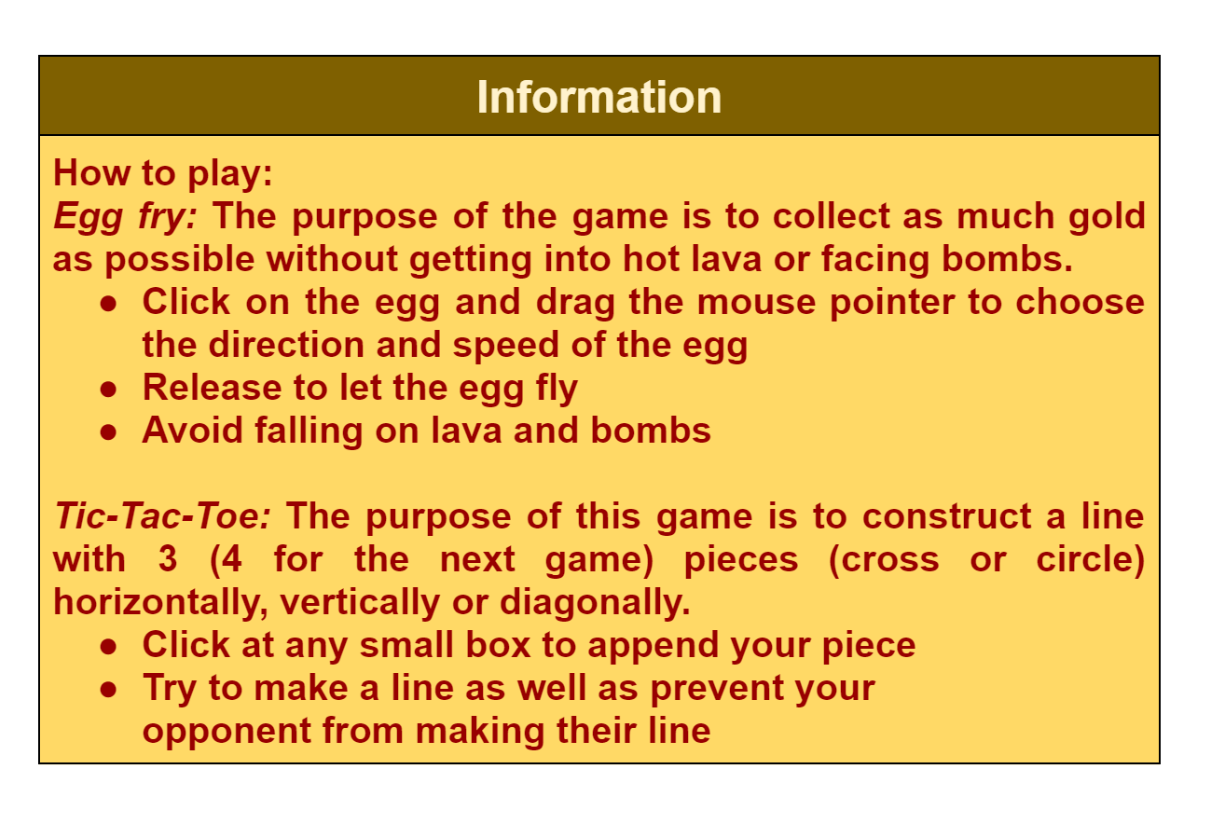 Information
How to play:
Egg fry: The purpose of the game is to collect as much gold
as possible without getting into hot lava or facing bombs.
● Click on the egg and drag the mouse pointer to choose
the direction and speed of the egg
● Release to let the egg fly
● Avoid falling on lava and bombs
Tic-Tac-Toe: The purpose of this game is to construct a line
with 3 (4 for the next game) pieces (cross or circle)
horizontally, vertically or diagonally.
● Click at any small box to append your piece
● Try to make a line as well as prevent your
opponent from making their line